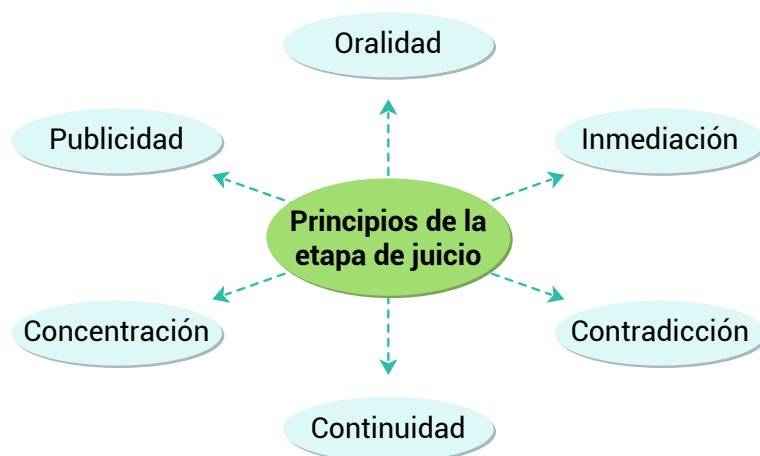 Oralidad
Publicidad
Inmediación
Principios de la
etapa de juicio
Concentración
Contradicción
Continuidad